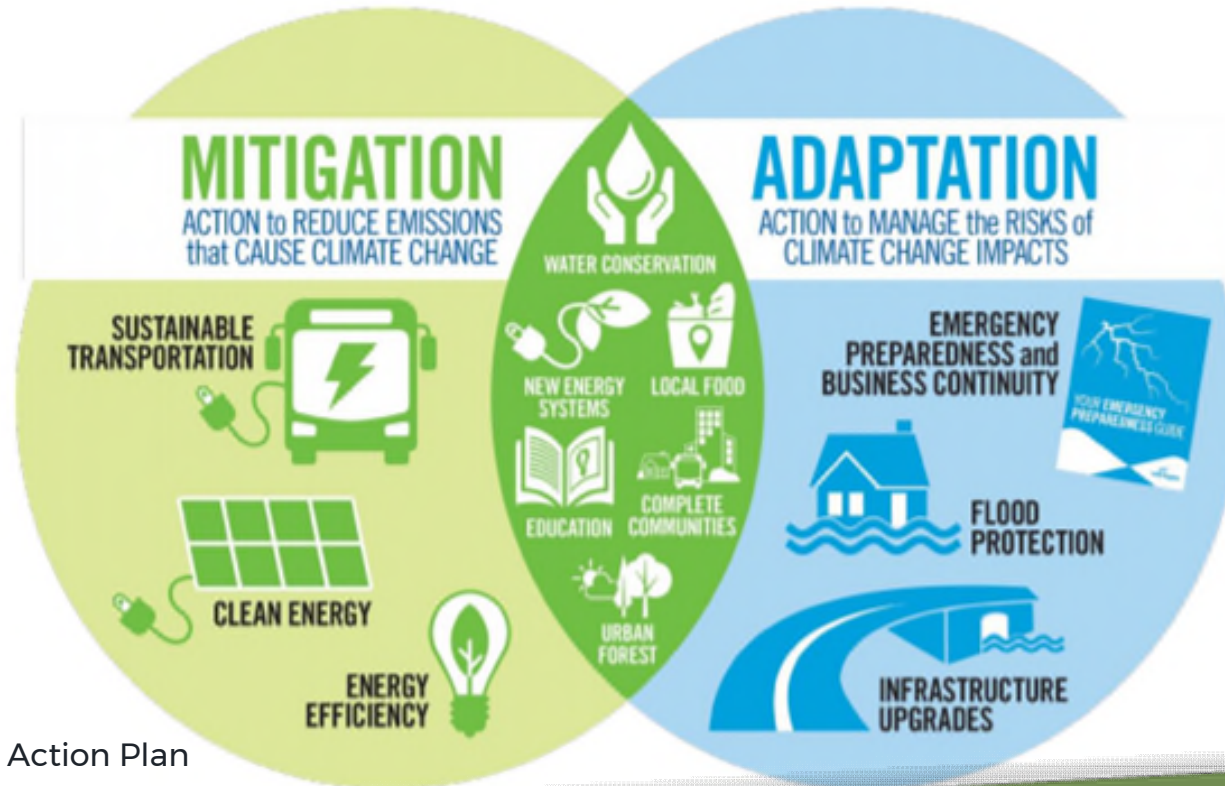 MITIGATION
ACTION to REDUCE EMISSIONS
that CAUSE CLIMATE CHANGE
SUSTAINABLE
TRANSPORTATION
CLEAN ENERGY
ENERGY
EFFICIENCY
WATER CONSERVATION
NEW ENERGY
SYSTEMS
LOCAL FOOD
EDUCATION
COMPLETE
COMMUNITIES
URBAN
FOREST
ADAPTATION
ACTION to MANAGE the RISKS of
CLIMATE CHANGE IMPACTS
EMERGENCY
PREPAREDNESS and
BUSINESS CONTINUITY
YOUR EMERGENCY
PREPAREDNESS GUIDE
FLOOD
PROTECTION
INFRASTRUCTURE
UPGRADES
Action Plan